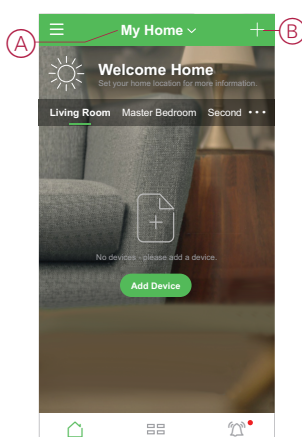 A
My Home
B
Welcome Home
Set your home location for more information.
Living Room Master Bedroom Second •••
No devices - please add a device.
Add Device